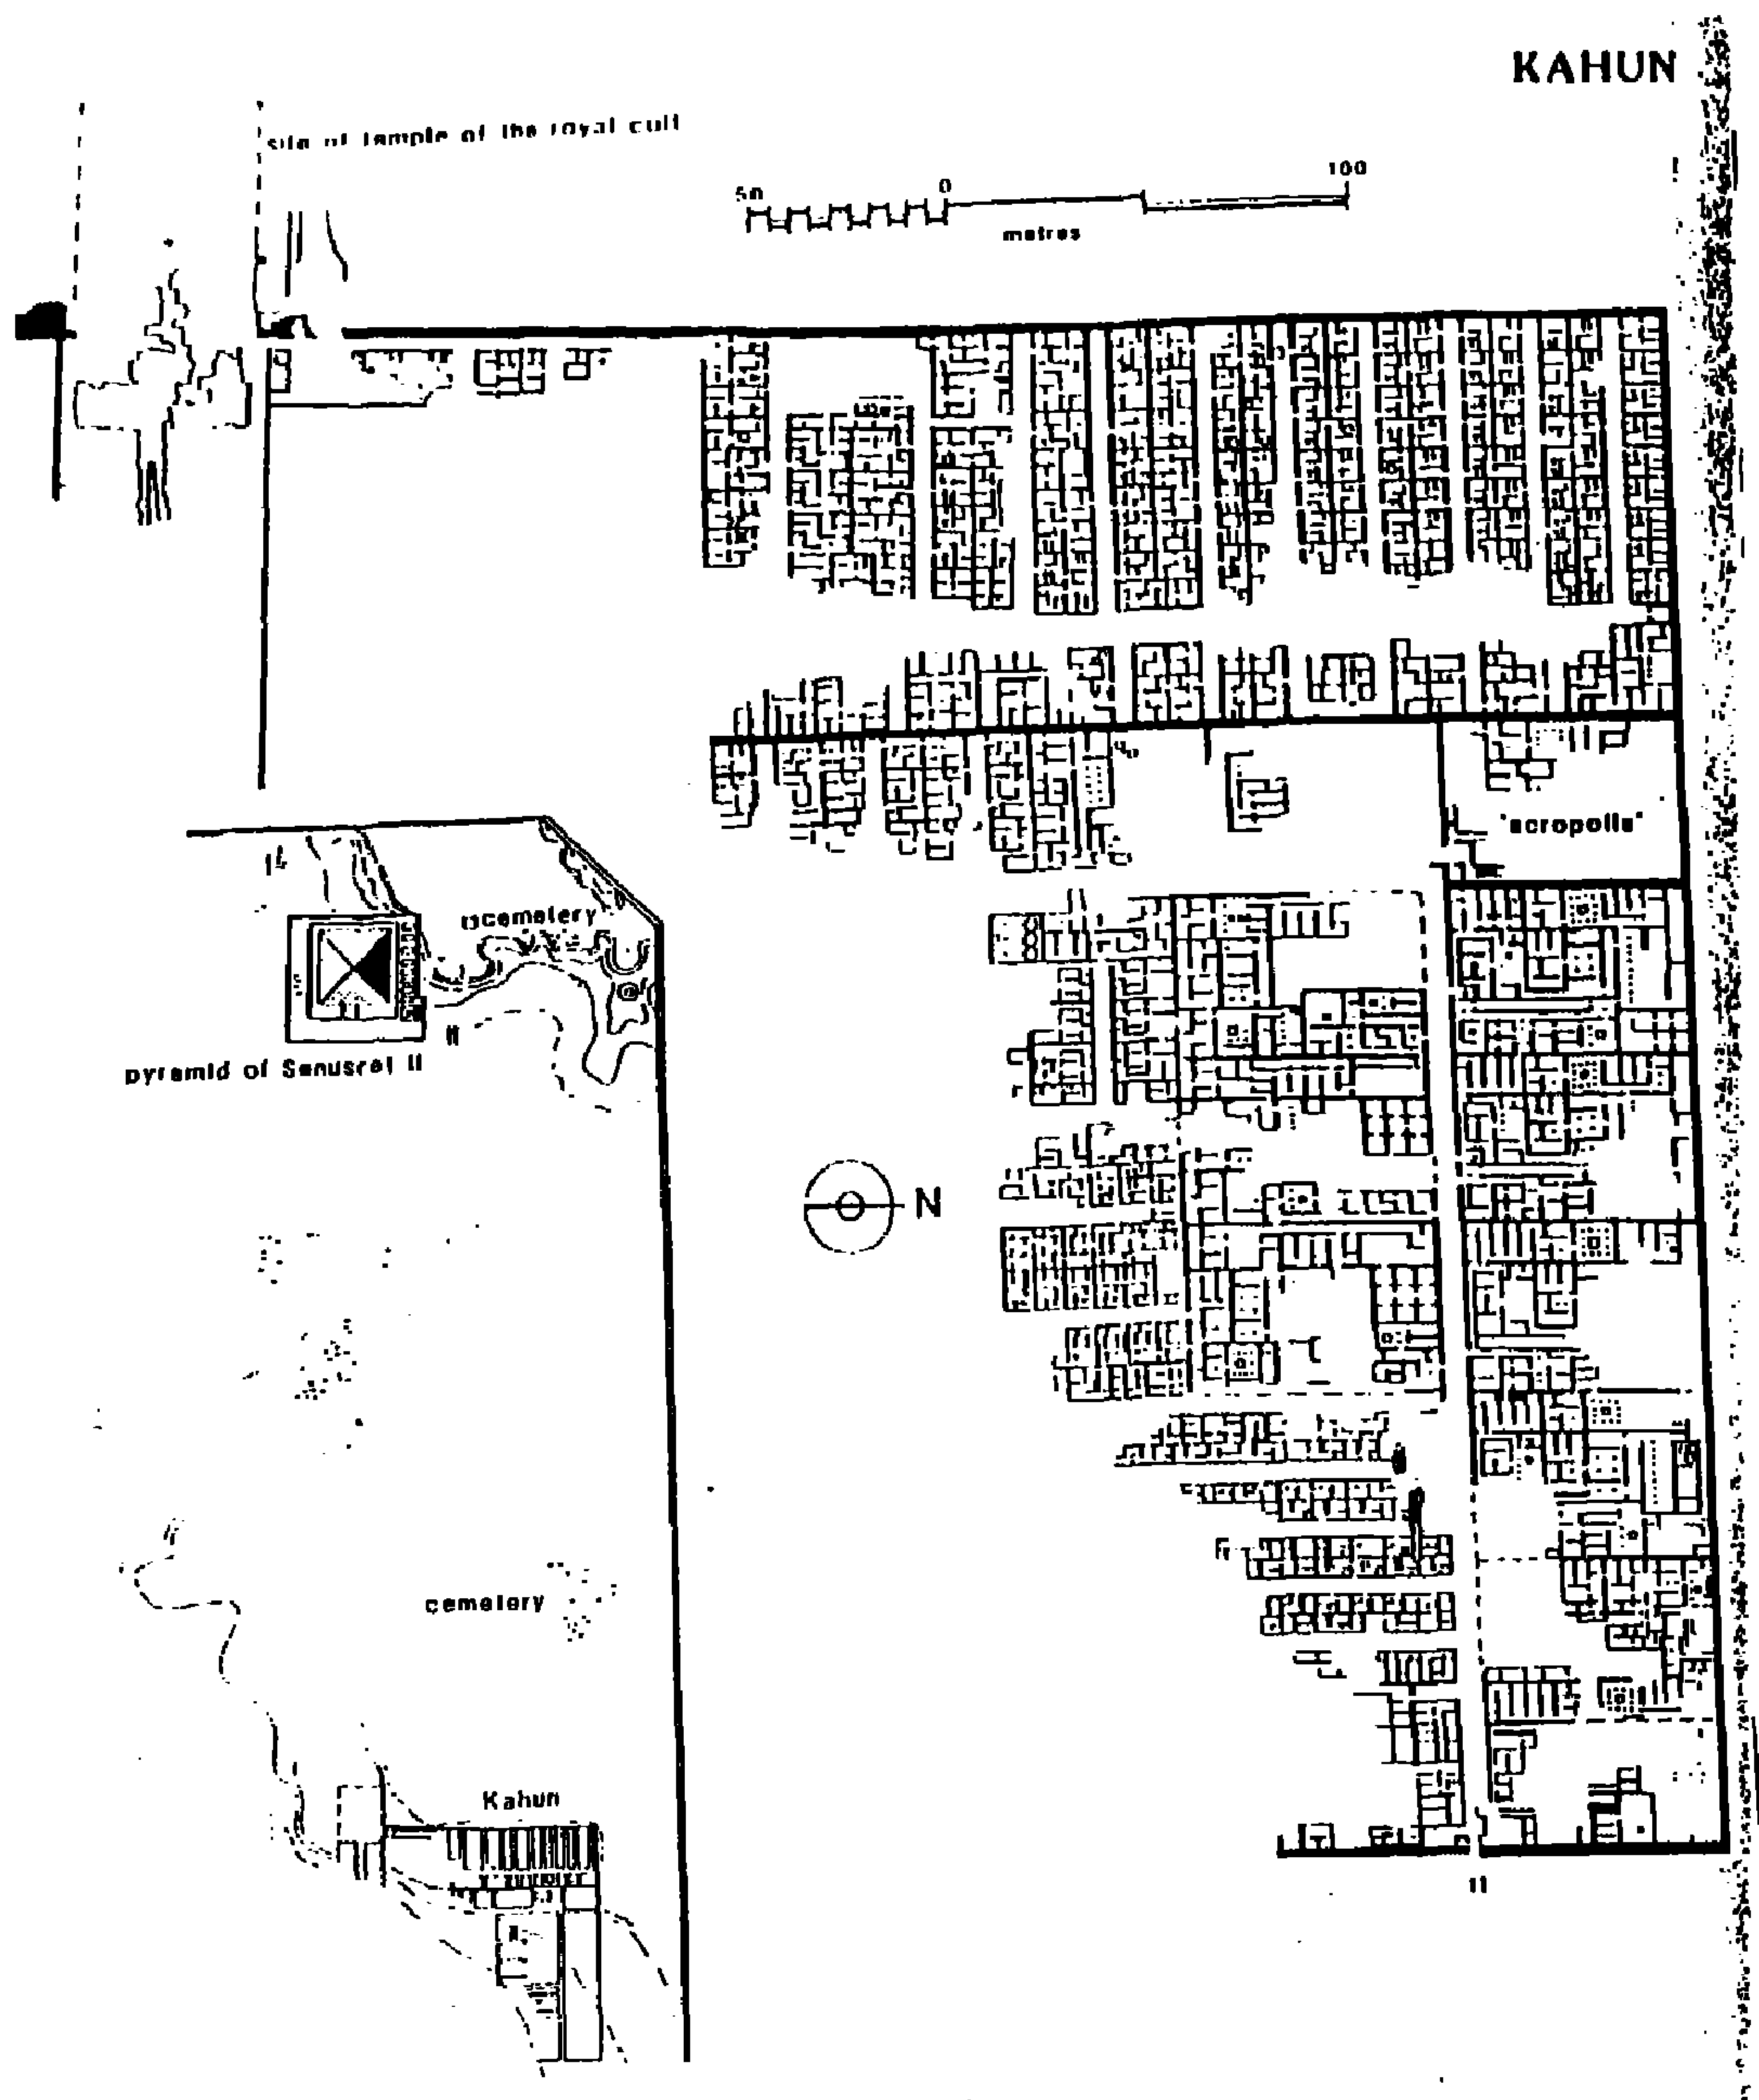 KAHUN
site of temple of the royal cult
50 0 100
metres
"acropolis"
cemetery
pyramid of Senusret II
N
cemetery
Kahun